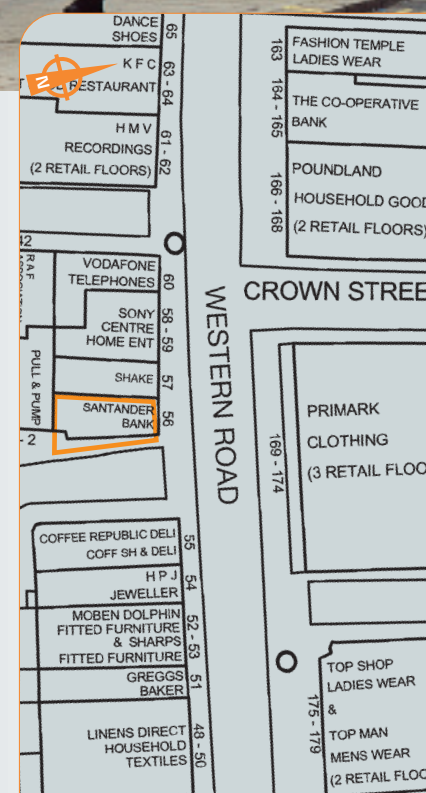 DANCE
SHOES
65
K F C
RESTAURANT
63 - 64
N
H M V
RECORDINGS
(2 RETAIL FLOORS)
61 - 62
VODAFONE
TELEPHONES
60
SONY
CENTRE
HOME ENT
58 - 59
SHAKE
57
SANTANDER
BANK
56
R.A.F.
PULL & PUMP
- 2
COFFEE REPUBLIC DELI
COFF SH & DELI
55
H P J
JEWELLER
54
MOBEN DOLPHIN
FITTED FURNITURE
& SHARPS
FITTED FURNITURE
52 - 53
GREGGS
BAKER
51
LINENS DIRECT
HOUSEHOLD
TEXTILES
48 - 50
WESTERN ROAD
163
FASHION TEMPLE
LADIES WEAR
164 - 165
THE CO-OPERATIVE
BANK
166 - 168
POUNDLAND
HOUSEHOLD GOOD
(2 RETAIL FLOORS)
CROWN STREE
PRIMARK
CLOTHING
(3 RETAIL FLOO
169 - 174
TOP SHOP
LADIES WEAR
&
TOP MAN
MENS WEAR
(2 RETAIL FLOO
175 - 179